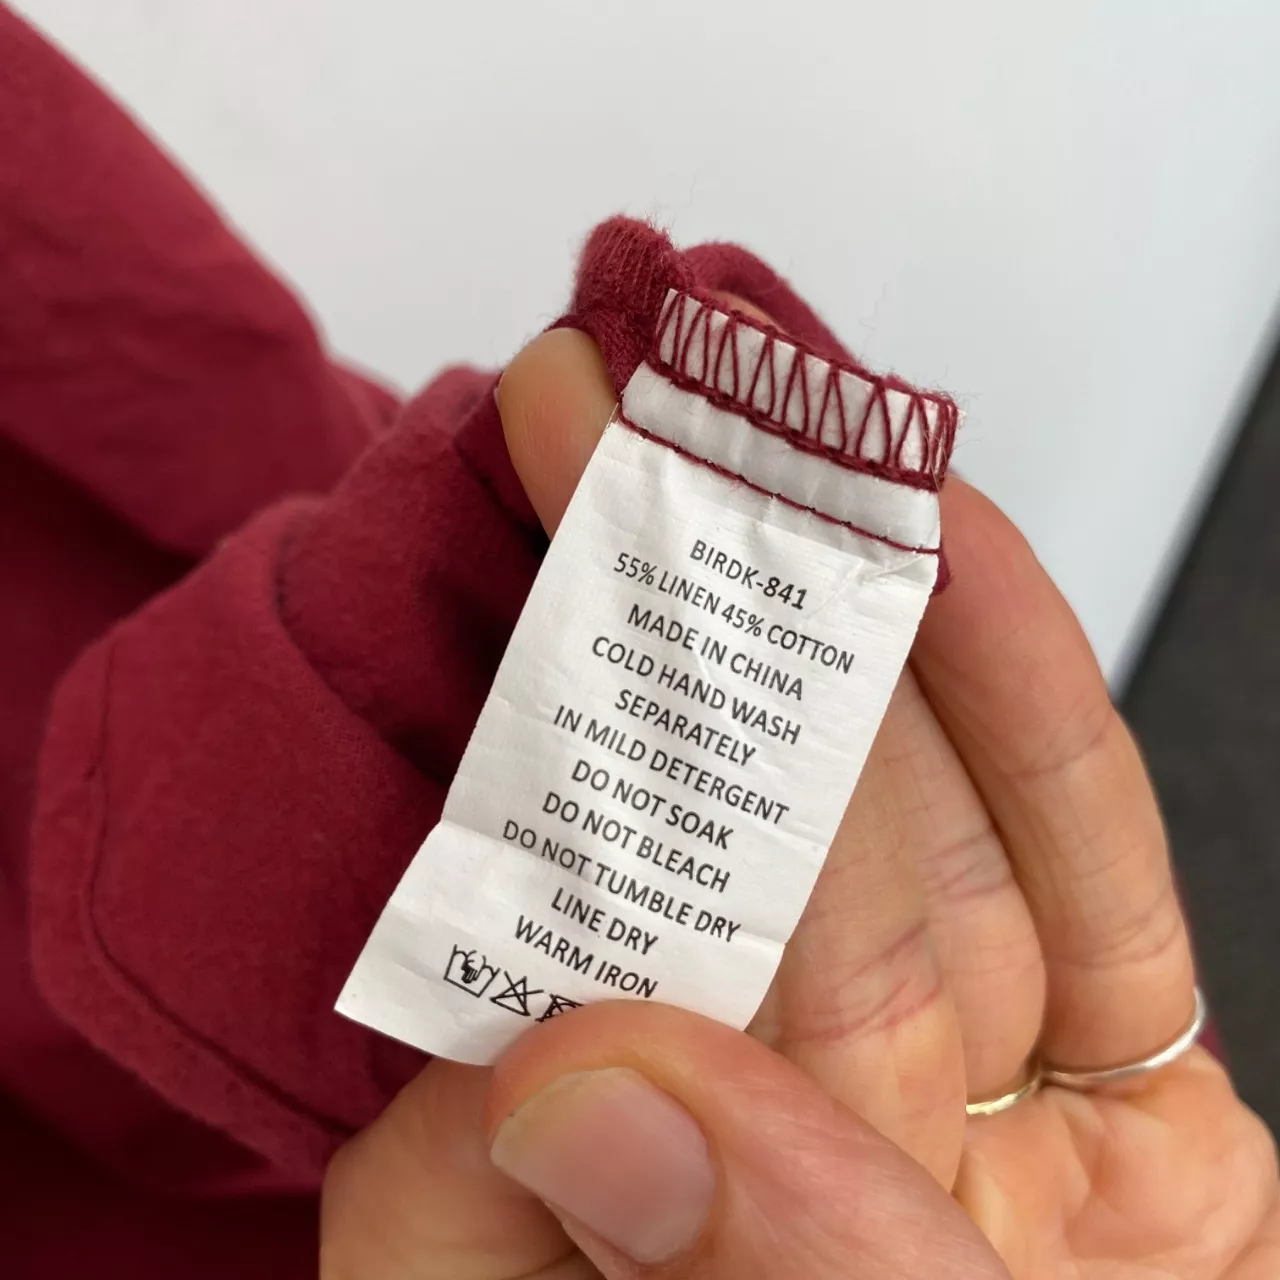 BIRDK-841
55% LINEN 45% COTTON
MADE IN CHINA
COLD HAND WASH
SEPARATELY
IN MILD DETERGENT
DO NOT SOAK
DO NOT BLEACH
DO NOT TUMBLE DRY
LINE DRY
WARM IRON